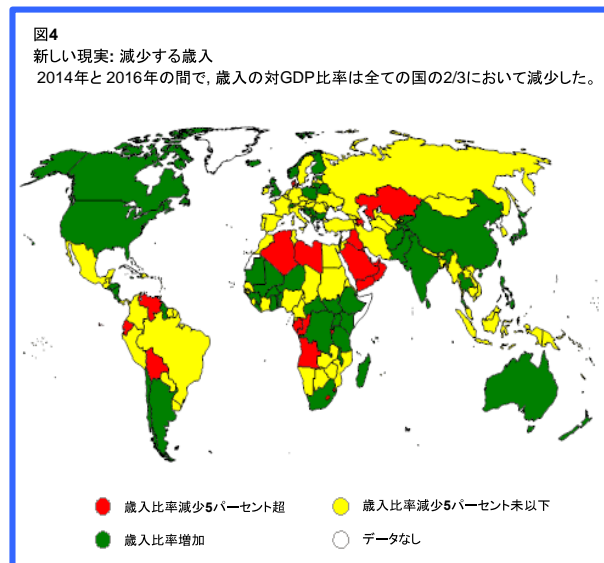 図4
新しい現実: 減少する歳入
2014年と2016年の間で, 歳入の対GDP比率は全ての国の2/3において減少した。
歳入比率減少5パーセント超
歳入比率減少5パーセント未以下
歳入比率増加
データなし